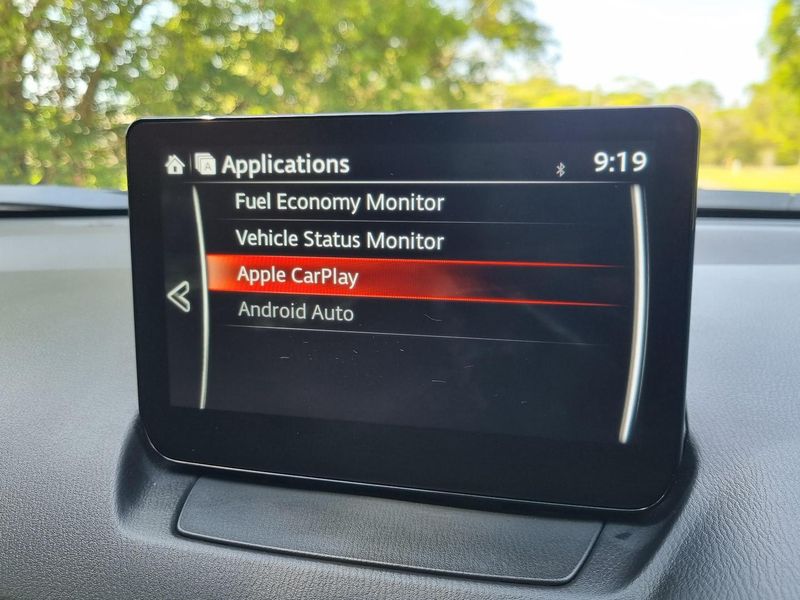 A Applications 9:19
Fuel Economy Monitor
Vehicle Status Monitor
Apple CarPlay
Android Auto